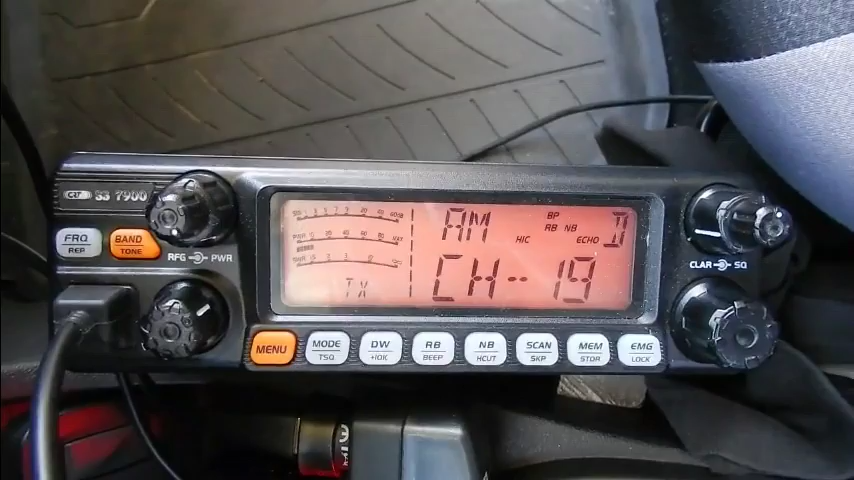 CRT SS 7900
FRQ
REP
BAND
TONE
RFG PWR
AM
BP
RB NB
HIC
ECHO
D
TX
CH-19
CLAR SQ
MENU
MODE
TSQ
DW
+10K
RB
BEEP
NB
HCUT
SCAN
SKP
MEM
STDR
EMG
LOCK